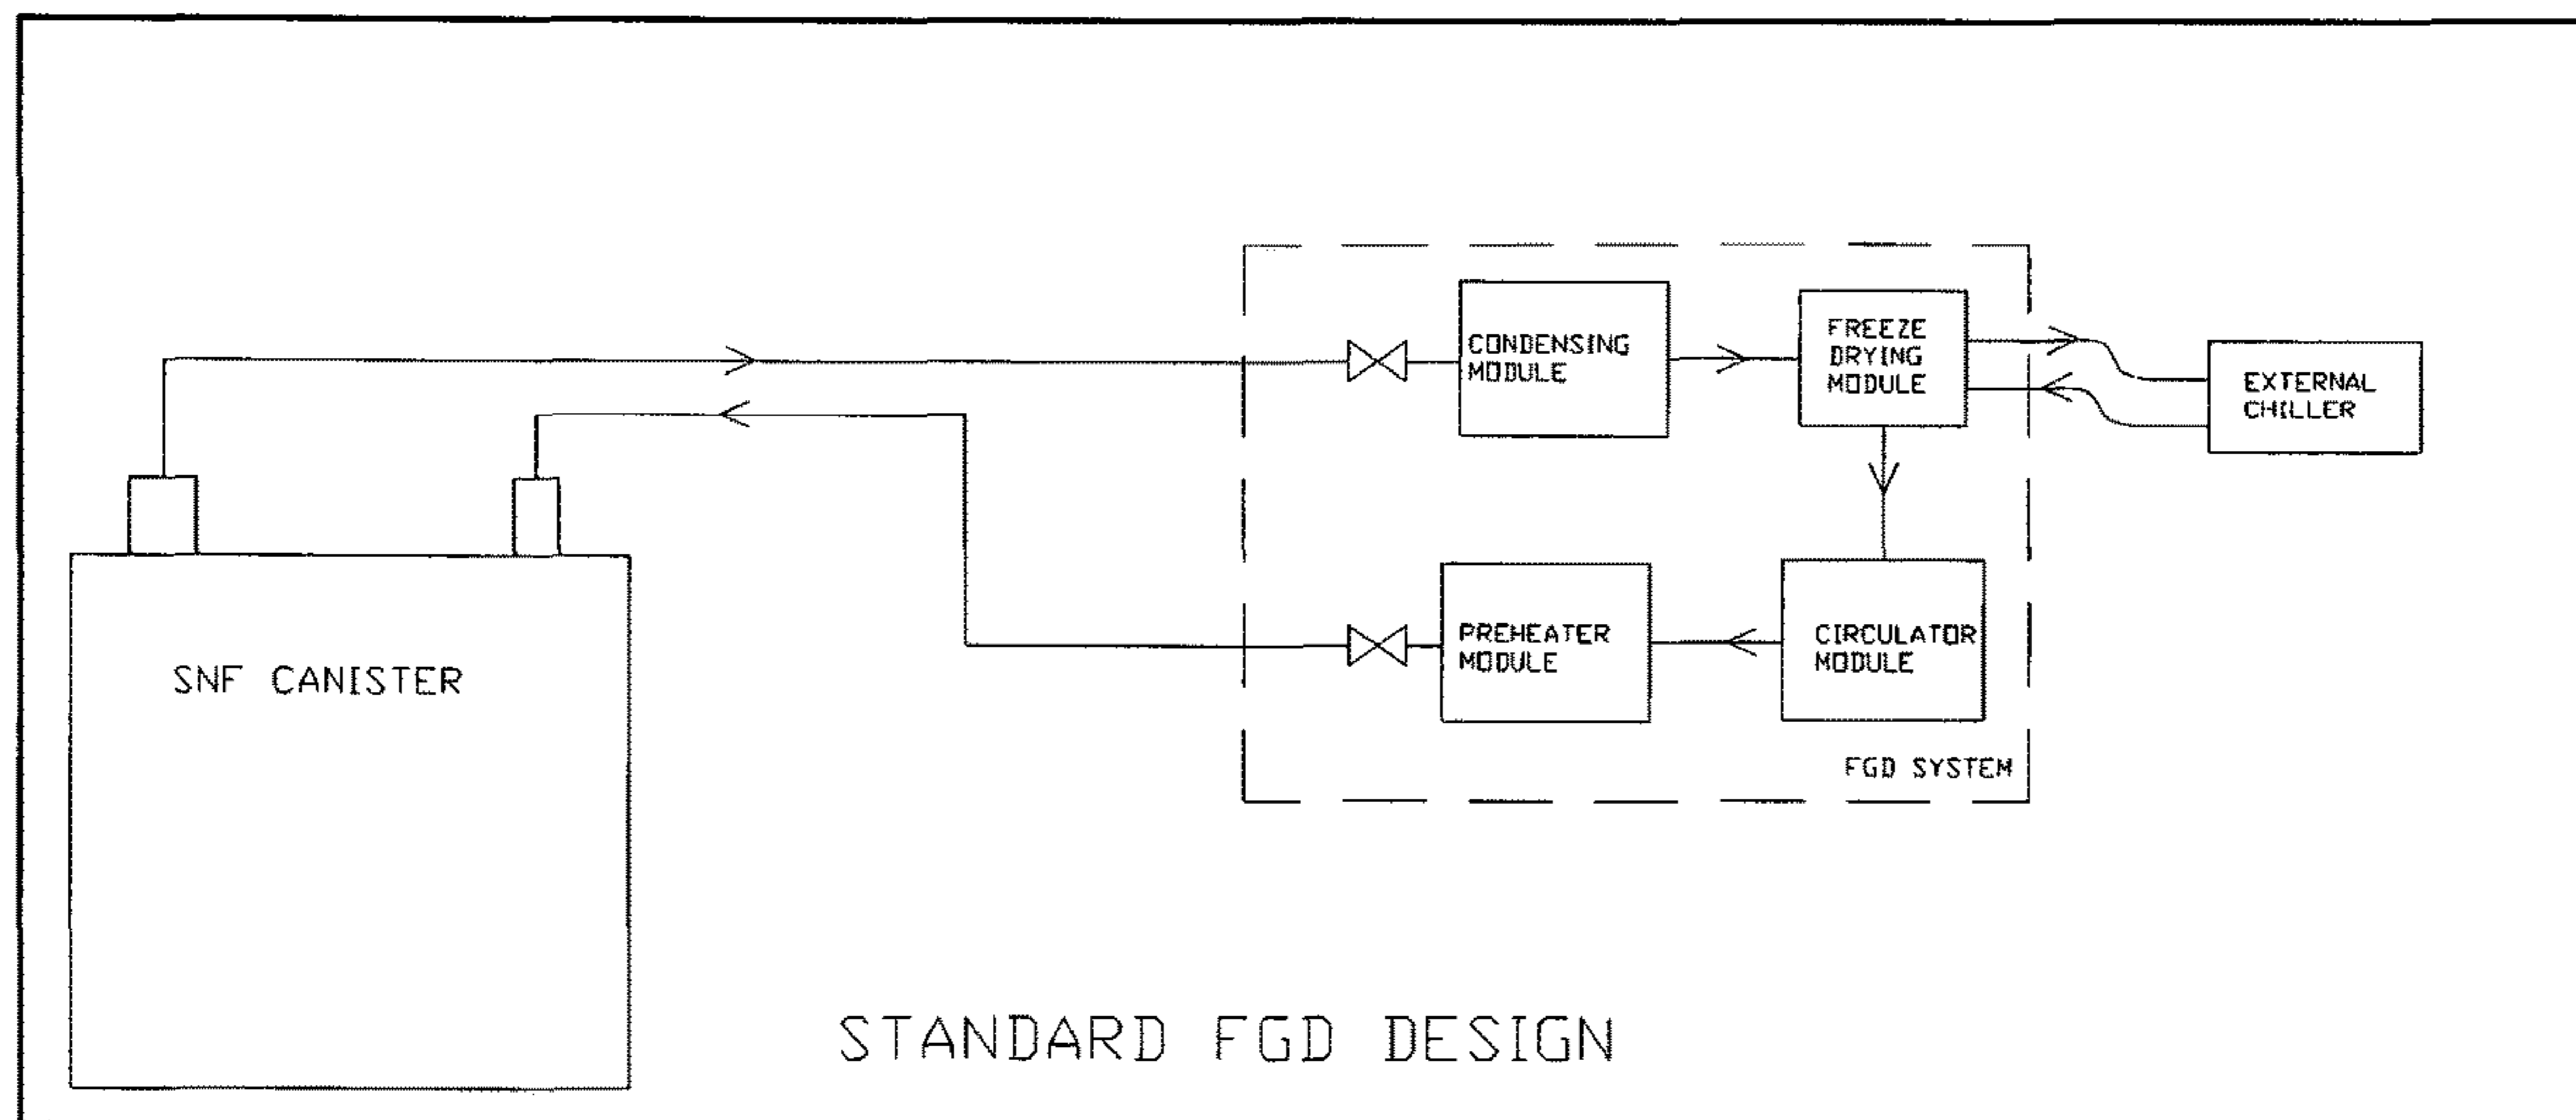 CONDENSING
MODULE
FREEZE
DRYING
MODULE
EXTERNAL
CHILLER
SNF CANISTER
PREHEATER
MODULE
CIRCULATOR
MODULE
FGD SYSTEM
STANDARD FGD DESIGN